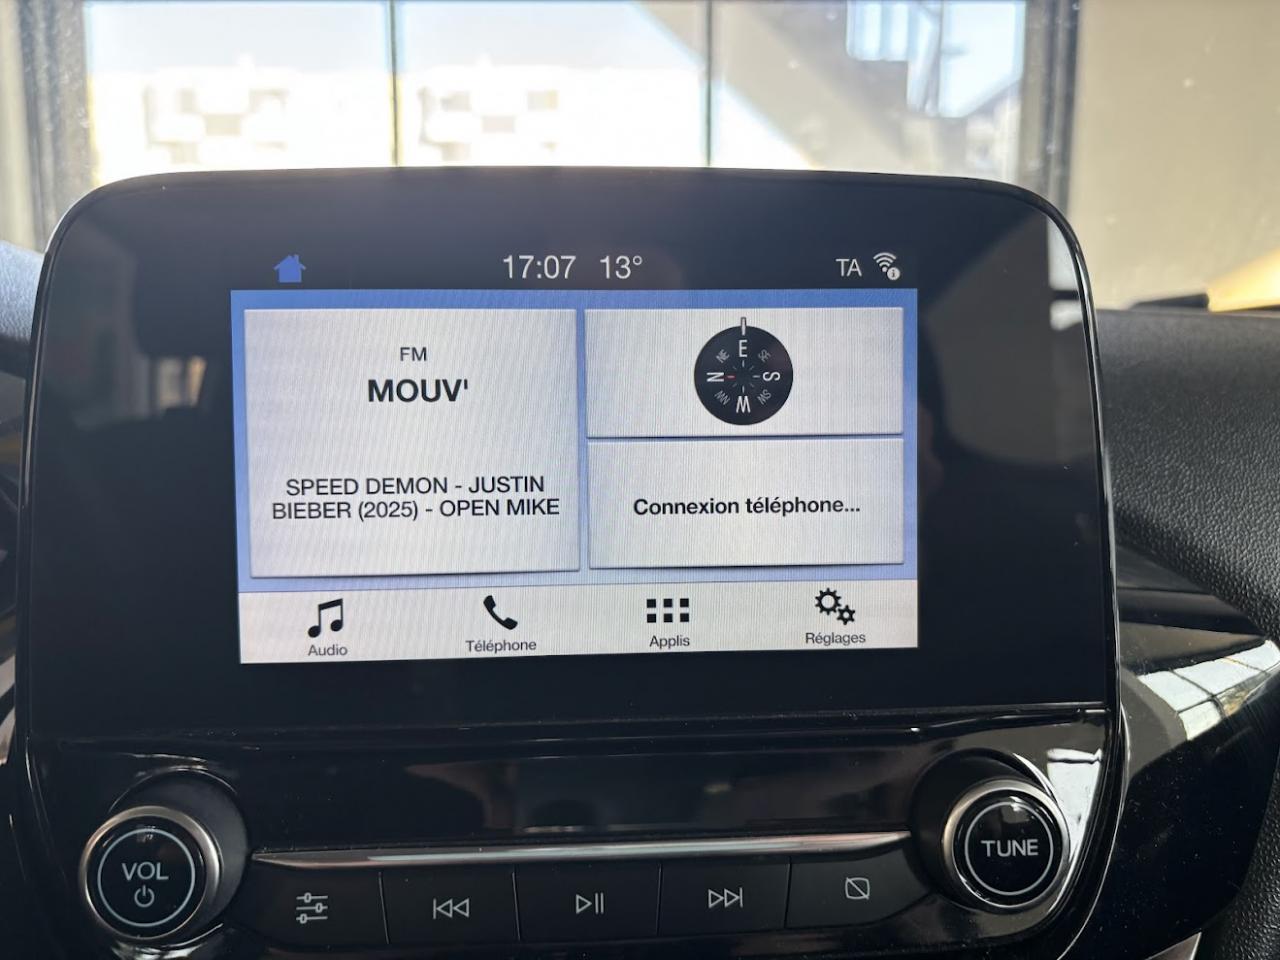 17:07 13°
TA
FM
MOUV'
SPEED DEMON - JUSTIN
BIEBER (2025) - OPEN MIKE
E
NE
N
S
W
Connexion téléphone...
Audio
Téléphone
Applis
Réglages
VOL
TUNE